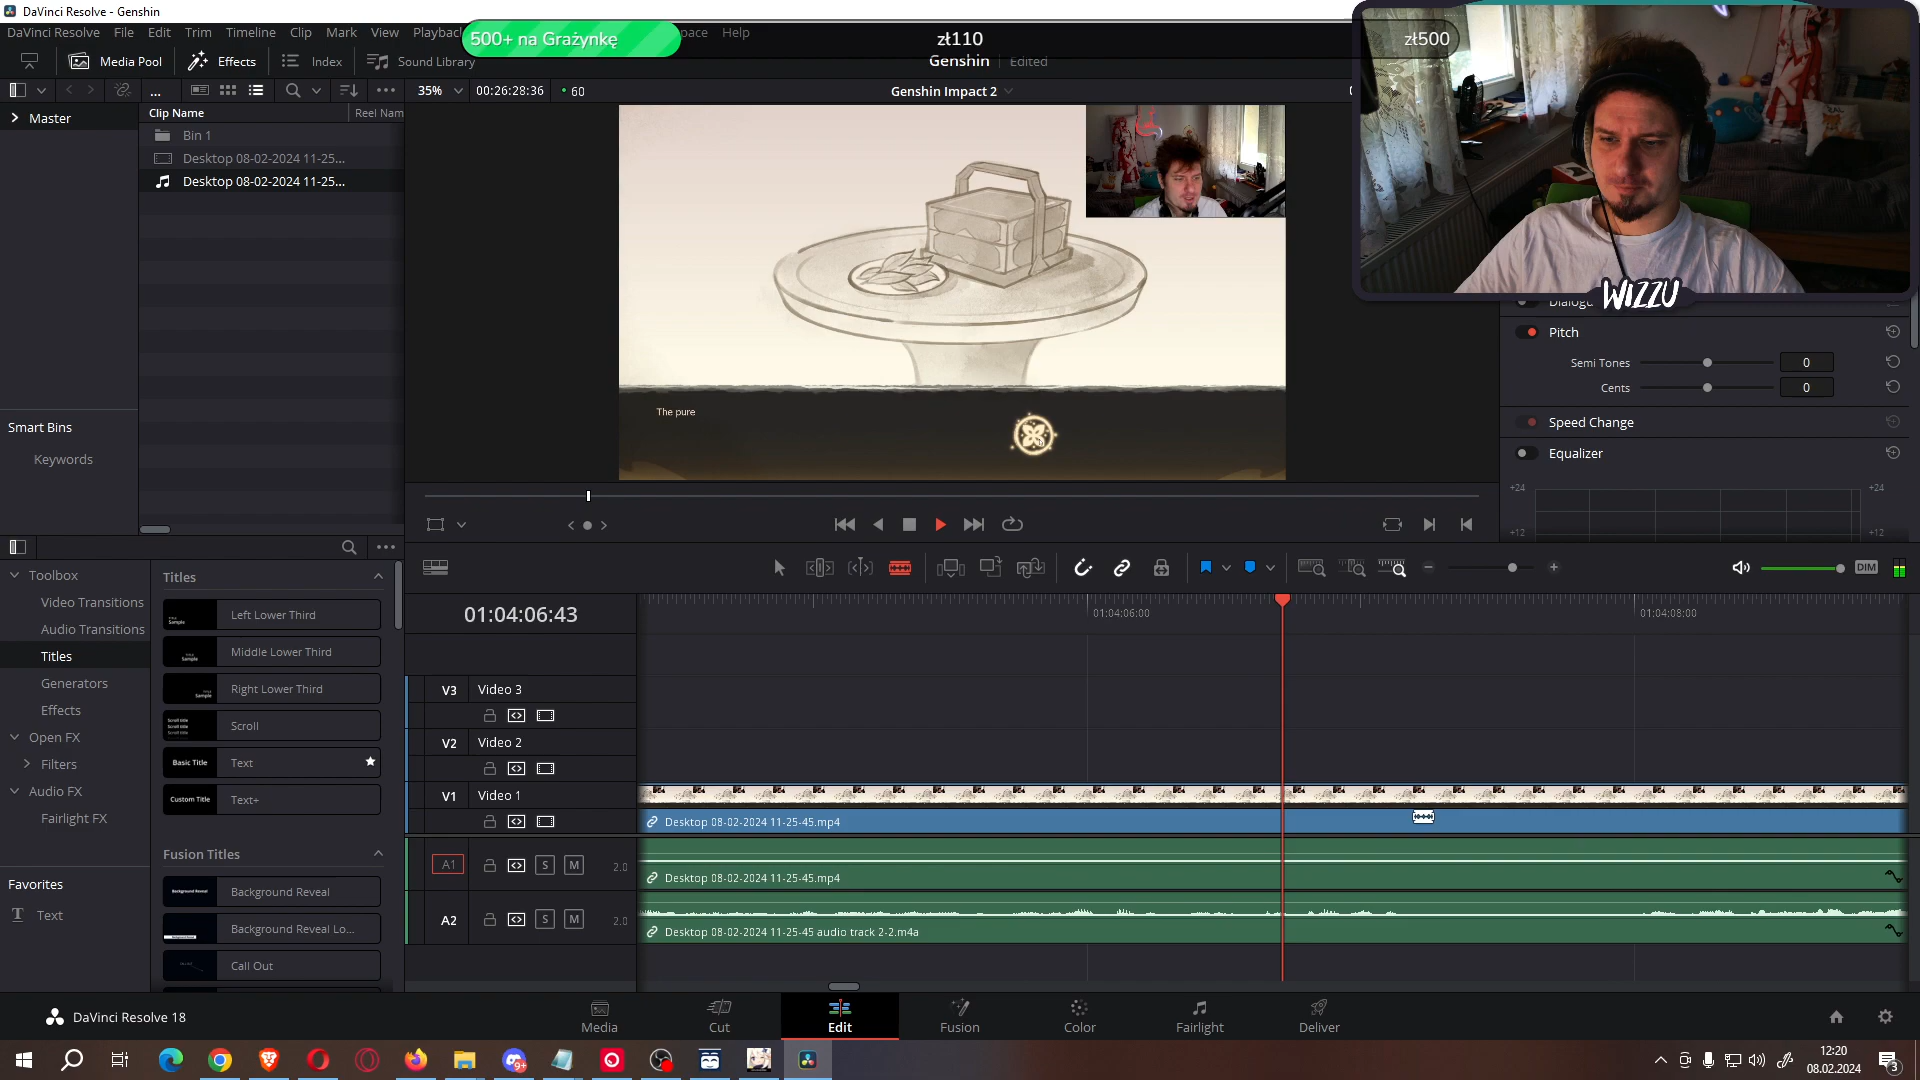 DaVinci Resolve - Genshin
DaVinci Resolve File Edit Trim Timeline Clip Mark View Playback Help
500+ na Grażynkę
zł110
zł500
Media Pool Effects Index Sound Library
Genshin Edited
35% 00:26:28:36 60 Genshin Impact 2
Master
Clip Name Reel Nam
Bin 1
Desktop 08-02-2024 11-25...
Desktop 08-02-2024 11-25...
Smart Bins
Keywords
The pure
WIZZU
Pitch
Semi Tones 0
Cents 0
Speed Change
Equalizer
+24 +24
+12 +12
Toolbox
Video Transitions
Audio Transitions
Titles
Generators
Effects
Open FX
Filters
Audio FX
Fairlight FX
Favorites
Text
Titles
Left Lower Third
Middle Lower Third
Right Lower Third
Scroll
Basic Title Text
Custom Title Text+
Fusion Titles
Background Reveal
Background Reveal Lo...
Call Out
DIM
01:04:06:43
01:04:06:00 01:04:08:00
V3 Video 3
V2 Video 2
V1 Video 1
Desktop 08-02-2024 11-25-45.mp4
A1 S M 2.0
Desktop 08-02-2024 11-25-45.mp4
A2 S M 2.0
Desktop 08-02-2024 11-25-45 audio track 2-2.m4a
DaVinci Resolve 18
Media Cut Edit Fusion Color Fairlight Deliver
9+
12:20
08.02.2024
3